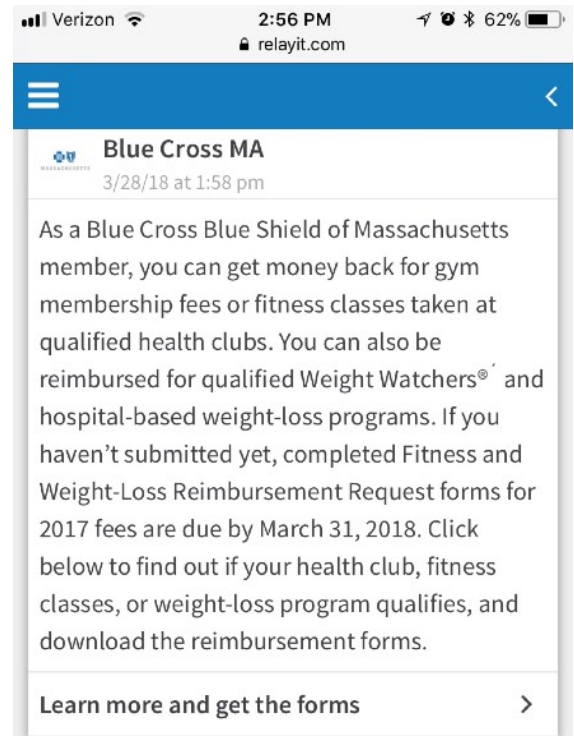 Verizon 2:56 PM 62%
relayit.com
Blue Cross MA
MASSACHUSETTS
3/28/18 at 1:58 pm
As a Blue Cross Blue Shield of Massachusetts
member, you can get money back for gym
membership fees or fitness classes taken at
qualified health clubs. You can also be
reimbursed for qualified Weight Watchers®´ and
hospital-based weight-loss programs. If you
haven’t submitted yet, completed Fitness and
Weight-Loss Reimbursement Request forms for
2017 fees are due by March 31, 2018. Click
below to find out if your health club, fitness
classes, or weight-loss program qualifies, and
download the reimbursement forms.
Learn more and get the forms